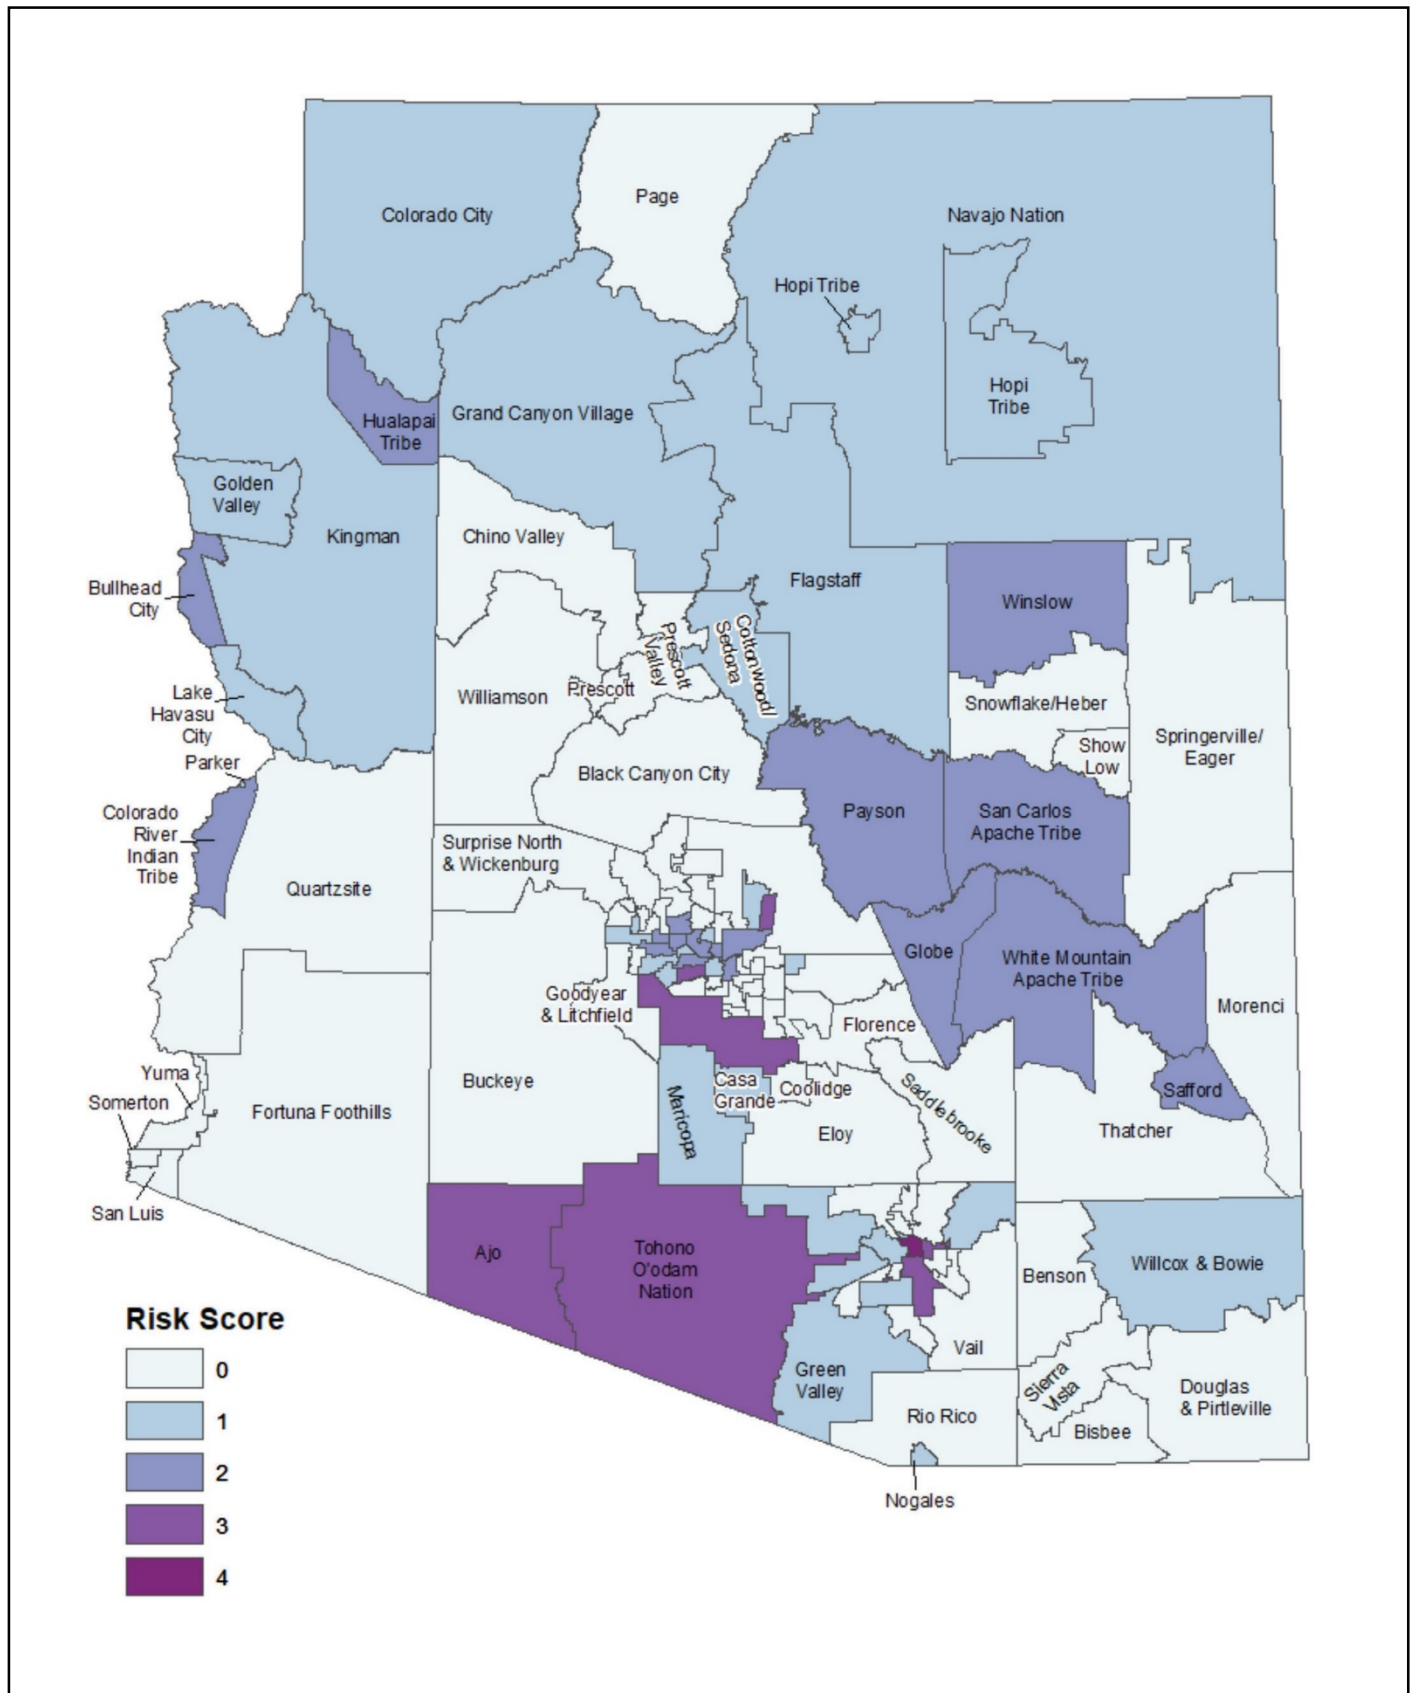 Page
Colorado City
Navajo Nation
Hopi Tribe
Hopi
Tribe
Hualapai
Tribe
Grand Canyon Village
Golden
Valley
Kingman
Chino Valley
Bullhead
City
Flagstaff
Winslow
Cottonwood/
Sedona
Prescott
Valley
Prescott
Williamson
Lake
Havasu
City
Snowflake/Heber
Show
Low
Springerville/
Eager
Parker
Black Canyon City
Colorado
River
Indian
Tribe
Payson
San Carlos
Apache Tribe
Surprise North
& Wickenburg
Quartzsite
Globe
White Mountain
Apache Tribe
Morenci
Goodyear
& Litchfield
Florence
Yuma
Somerton
Buckeye
Fortuna Foothills
Maricopa
Casa
Grande
Coolidge
Saddlebrooke
Safford
Eloy
Thatcher
San Luis
Ajo
Tohono
O'odam
Nation
Benson
Willcox & Bowie
Vail
Green
Valley
Sierra
Vista
Douglas
& Pirtleville
Rio Rico
Bisbee
Nogales
Risk Score
0
1
2
3
4